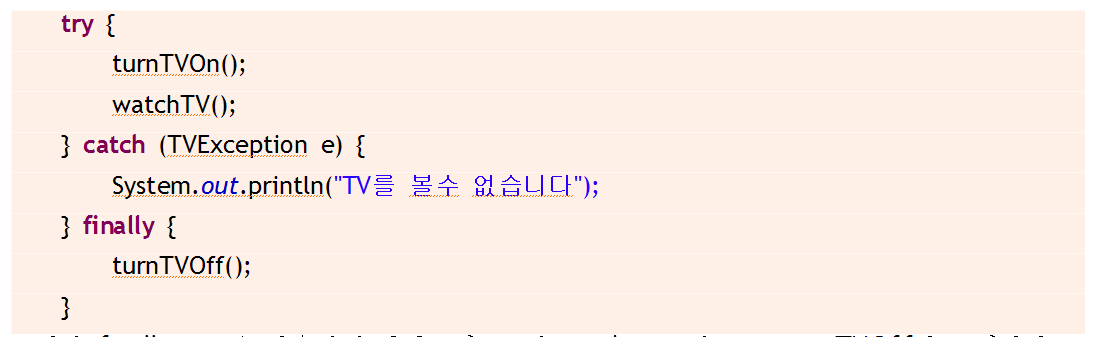 try {
turnTVOn();
watchTV();
} catch (TVException e) {
System.out.println("TV를 볼수 없습니다");
} finally {
turnTVOff();
}